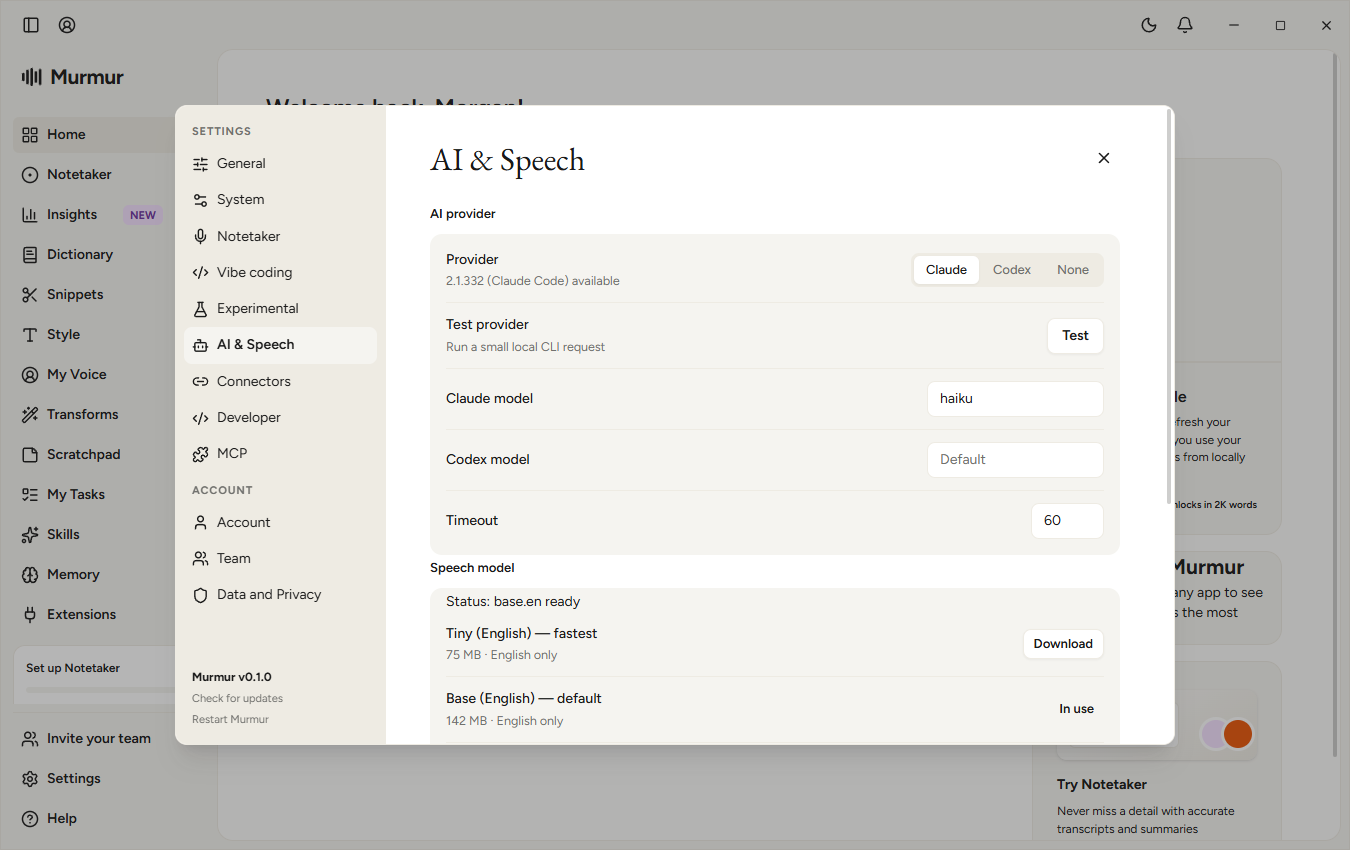 Murmur
Home
Notetaker
Insights NEW
Dictionary
Snippets
Style
My Voice
Transforms
Scratchpad
My Tasks
Skills
Memory
Extensions
Set up Notetaker
Invite your team
Settings
Help
SETTINGS
General
System
Notetaker
Vibe coding
Experimental
AI & Speech
Connectors
Developer
MCP
ACCOUNT
Account
Team
Data and Privacy
Murmur v0.1.0
Check for updates
Restart Murmur
AI & Speech
AI provider
Provider
2.1.332 (Claude Code) available
Claude Codex None
Test provider
Run a small local CLI request
Test
Claude model
haiku
Codex model
Default
Timeout
60
Speech model
Status: base.en ready
Tiny (English) — fastest
75 MB · English only
Download
Base (English) — default
142 MB · English only
In use
you use your
s from locally
in 2K words
Murmur
any app to see
s the most
Try Notetaker
Never miss a detail with accurate
transcripts and summaries